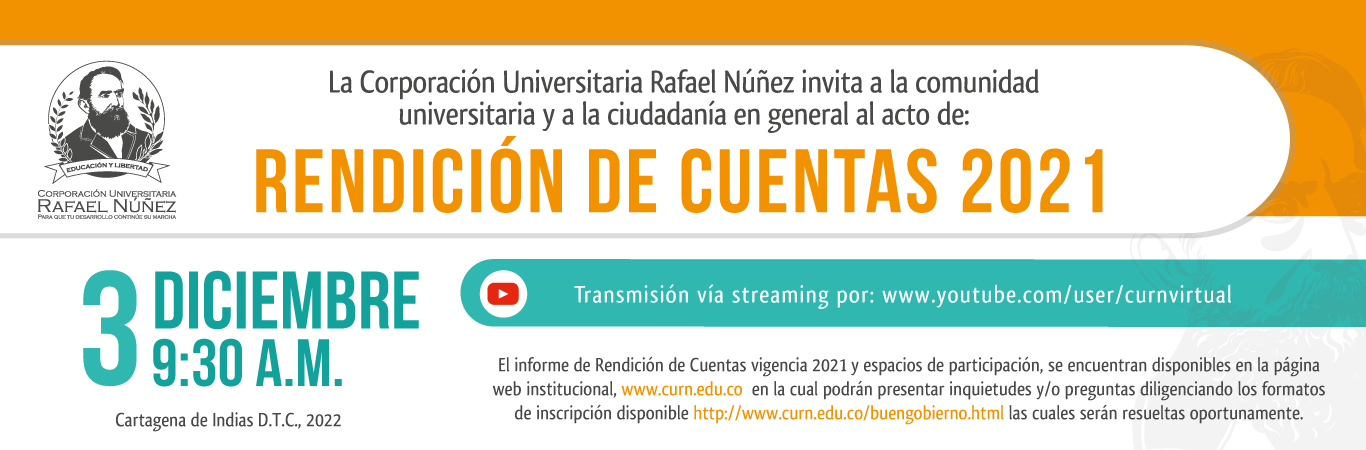 La Corporación Universitaria Rafael Núñez invita a la comunidad
universitaria y a la ciudadanía en general al acto de:
RENDICIÓN DE CUENTAS 2021
EDUCACIÓN Y LIBERTAD
CORPORACIÓN UNIVERSITARIA
RAFAEL NÚÑEZ
PARA QUE TU DESARROLLO CONTINÚE SU MARCHA
3 DICIEMBRE
9:30 A.M.
Cartagena de Indias D.T.C., 2022
Transmisión vía streaming por: www.youtube.com/user/curnvirtual
El informe de Rendición de Cuentas vigencia 2021 y espacios de participación, se encuentran disponibles en la página
web institucional, www.curn.edu.co en la cual podrán presentar inquietudes y/o preguntas diligenciando los formatos
de inscripción disponible http://www.curn.edu.co/buengobierno.html las cuales serán resueltas oportunamente.